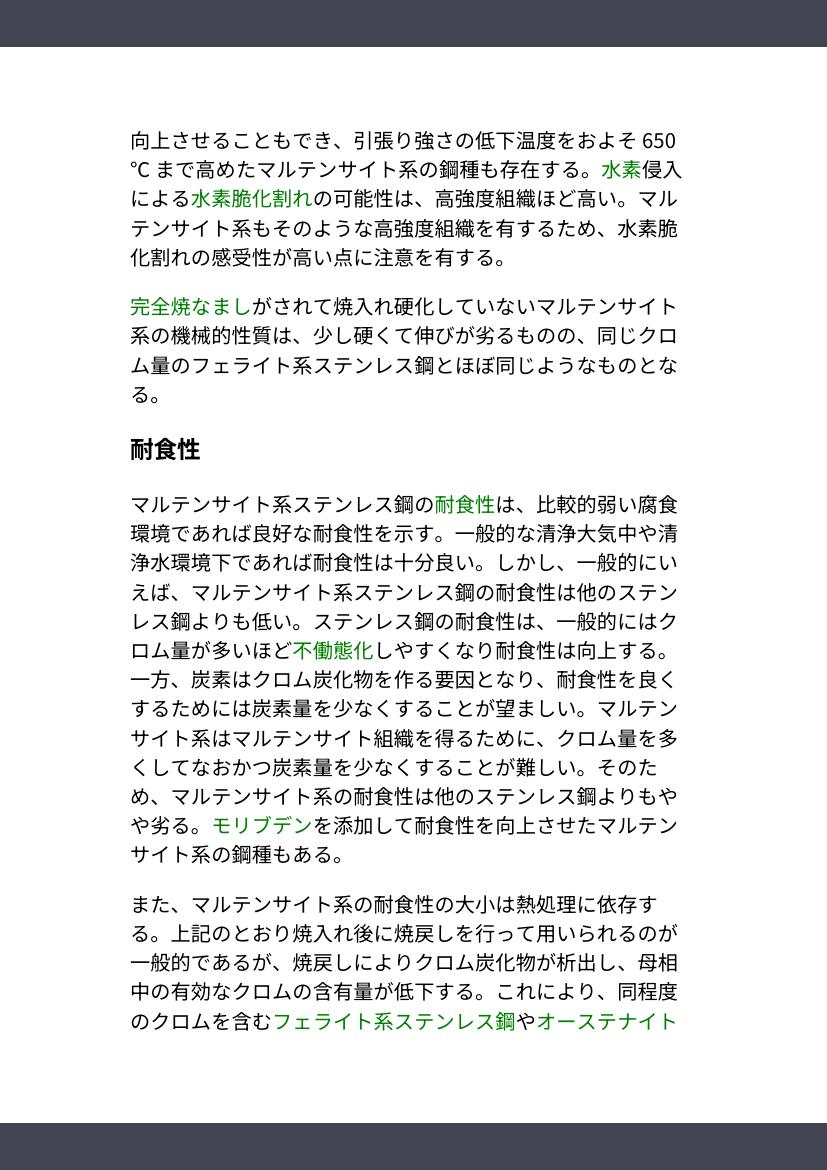 向上させることもでき、引張り強さの低下温度をおよそ 650
℃ まで高めたマルテンサイト系の鋼種も存在する。水素侵入
による水素脆化割れの可能性は、高強度組織ほど高い。マル
テンサイト系もそのような高強度組織を有するため、水素脆
化割れの感受性が高い点に注意を有する。
完全焼なましがされて焼入れ硬化していないマルテンサイト
系の機械的性質は、少し硬くて伸びが劣るものの、同じクロ
ム量のフェライト系ステンレス鋼とほぼ同じようなものとな
る。
耐食性
マルテンサイト系ステンレス鋼の耐食性は、比較的弱い腐食
環境であれば良好な耐食性を示す。一般的な清浄大気中や清
浄水環境下であれば耐食性は十分良い。しかし、一般的にい
えば、マルテンサイト系ステンレス鋼の耐食性は他のステン
レス鋼よりも低い。ステンレス鋼の耐食性は、一般的にはク
ロム量が多いほど不働態化しやすくなり耐食性は向上する。
一方、炭素はクロム炭化物を作る要因となり、耐食性を良く
するためには炭素量を少なくすることが望ましい。マルテン
サイト系はマルテンサイト組織を得るために、クロム量を多
くしてなおかつ炭素量を少なくすることが難しい。そのた
め、マルテンサイト系の耐食性は他のステンレス鋼よりもや
や劣る。モリブデンを添加して耐食性を向上させたマルテン
サイト系の鋼種もある。
また、マルテンサイト系の耐食性の大小は熱処理に依存す
る。上記のとおり焼入れ後に焼戻しを行って用いられるのが
一般的であるが、焼戻しによりクロム炭化物が析出し、母相
中の有効なクロムの含有量が低下する。これにより、同程度
のクロムを含むフェライト系ステンレス鋼やオーステナイト